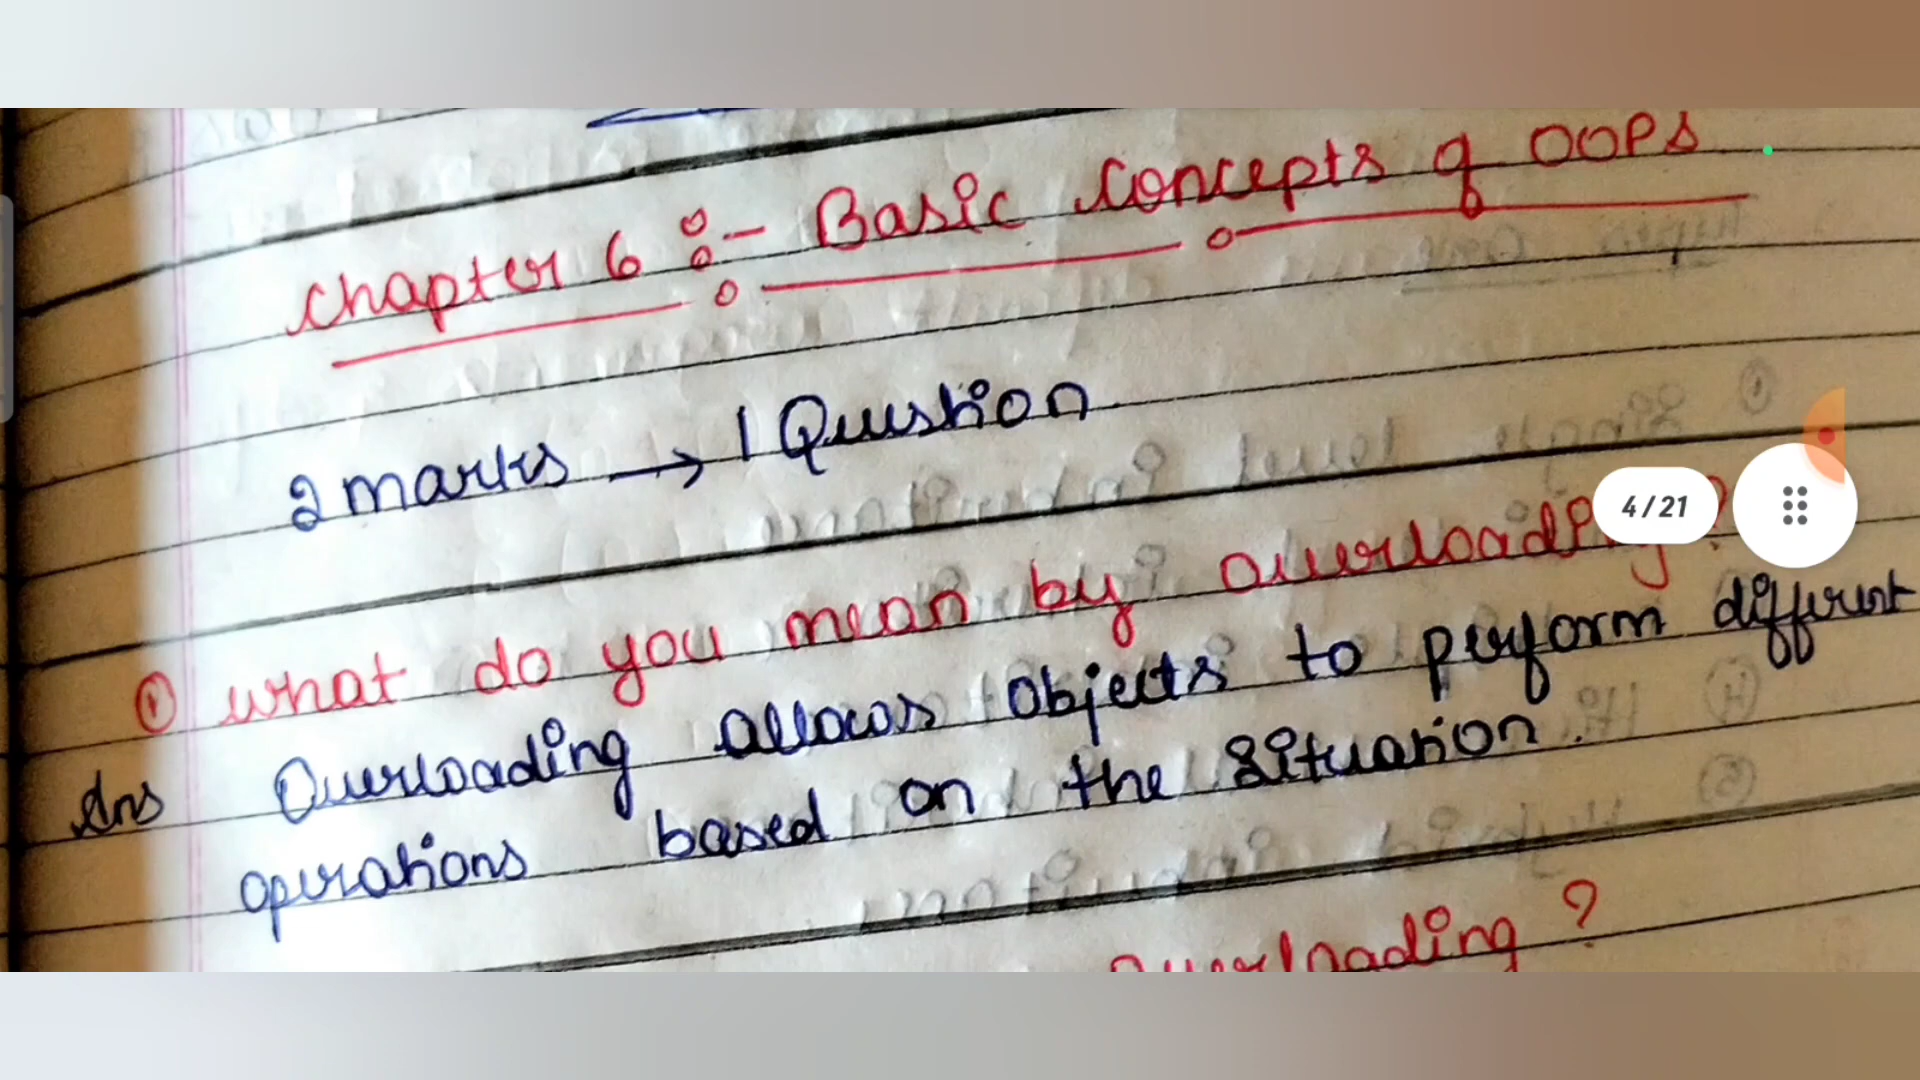 Chapter 6 :- Basic Concepts of OOPS
2 marks → 1 Question
4/21
① What do you mean by overloading?
Ans Overloading allows objects to perform different
operations based on the situation.
overloading ?